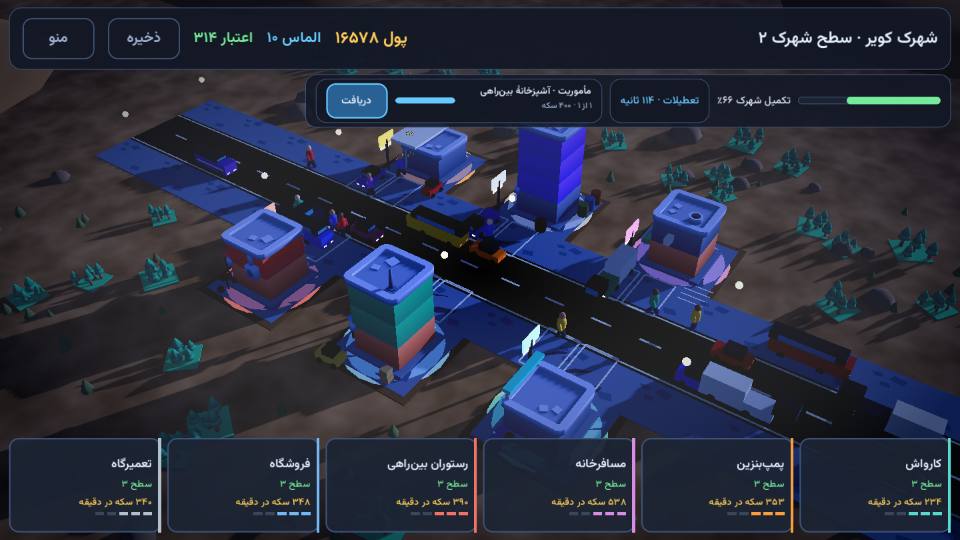 شهرک کویر · سطح شهرک ۲
پول ۱۶۵۷۸
الماس ۱۰
اعتبار ۳۱۴
ذخیره
منو
تکمیل شهرک ۶۶٪
تعطیلات · ۱۱۴ ثانیه
مأموریت · آشپزخانهٔ بین‌راهی
۱ از ۱ · ۴۰۰ سکه
دریافت
کارواش
سطح ۳
۲۳۴ سکه در دقیقه
پمپ‌بنزین
سطح ۳
۳۵۳ سکه در دقیقه
مسافرخانه
سطح ۳
۵۳۸ سکه در دقیقه
رستوران بین‌راهی
سطح ۳
۳۹۰ سکه در دقیقه
فروشگاه
سطح ۳
۳۴۸ سکه در دقیقه
تعمیرگاه
سطح ۳
۳۴۰ سکه در دقیقه